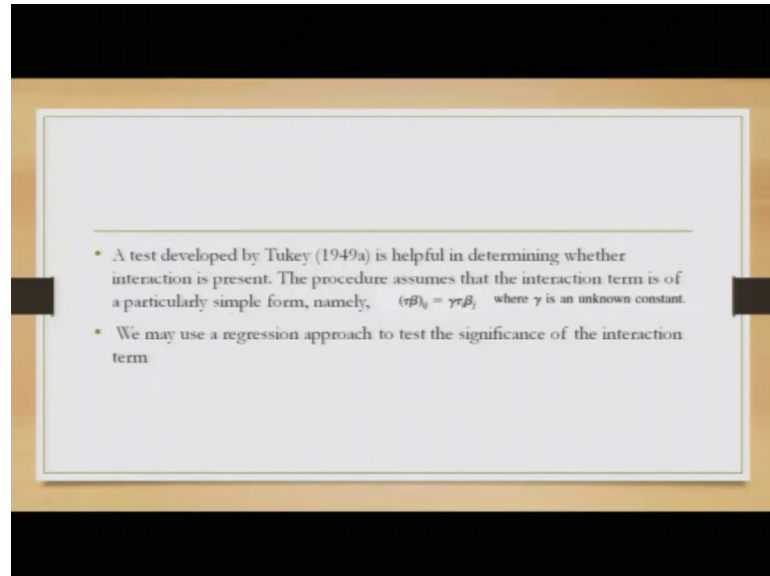 • A test developed by Tukey (1949a) is helpful in determining whether
interaction is present. The procedure assumes that the interaction term is of
a particularly simple form, namely, (τβ)ᵢⱼ = γτᵢβⱼ where γ is an unknown constant.
• We may use a regression approach to test the significance of the interaction
term